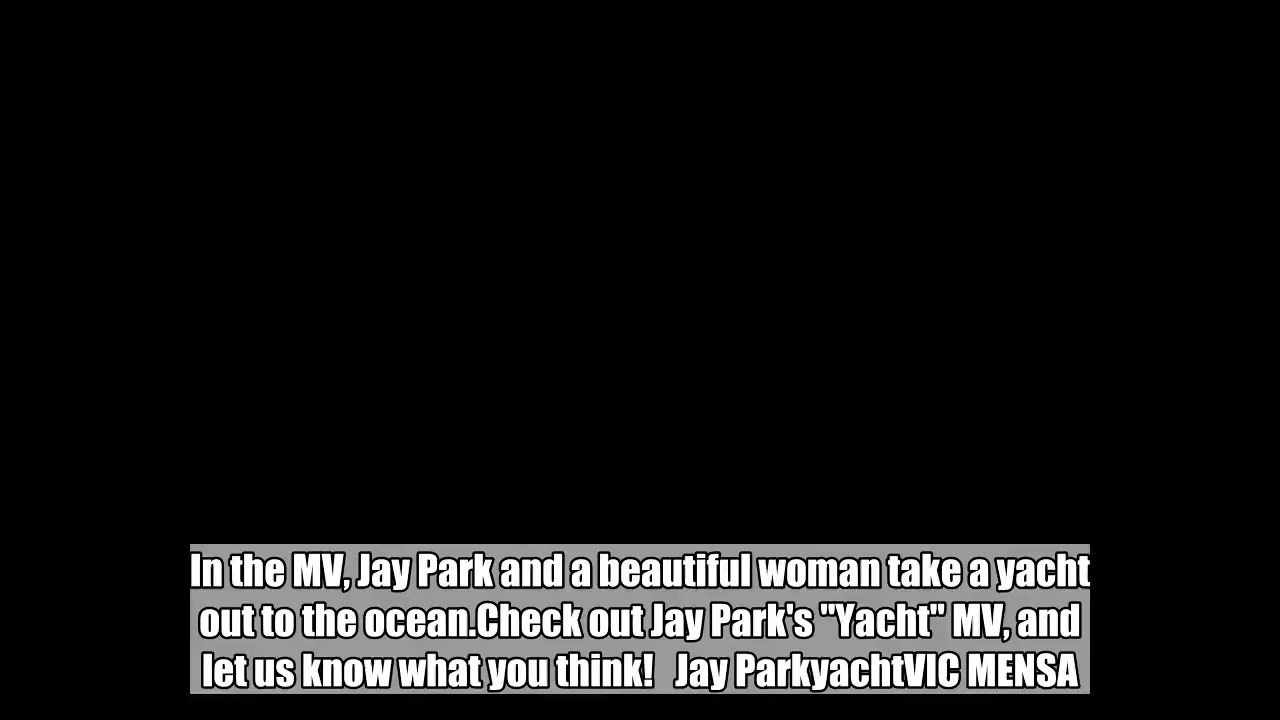 In the MV, Jay Park and a beautiful woman take a yacht
out to the ocean.Check out Jay Park's "Yacht" MV, and
let us know what you think!   Jay ParkyachtVIC MENSA